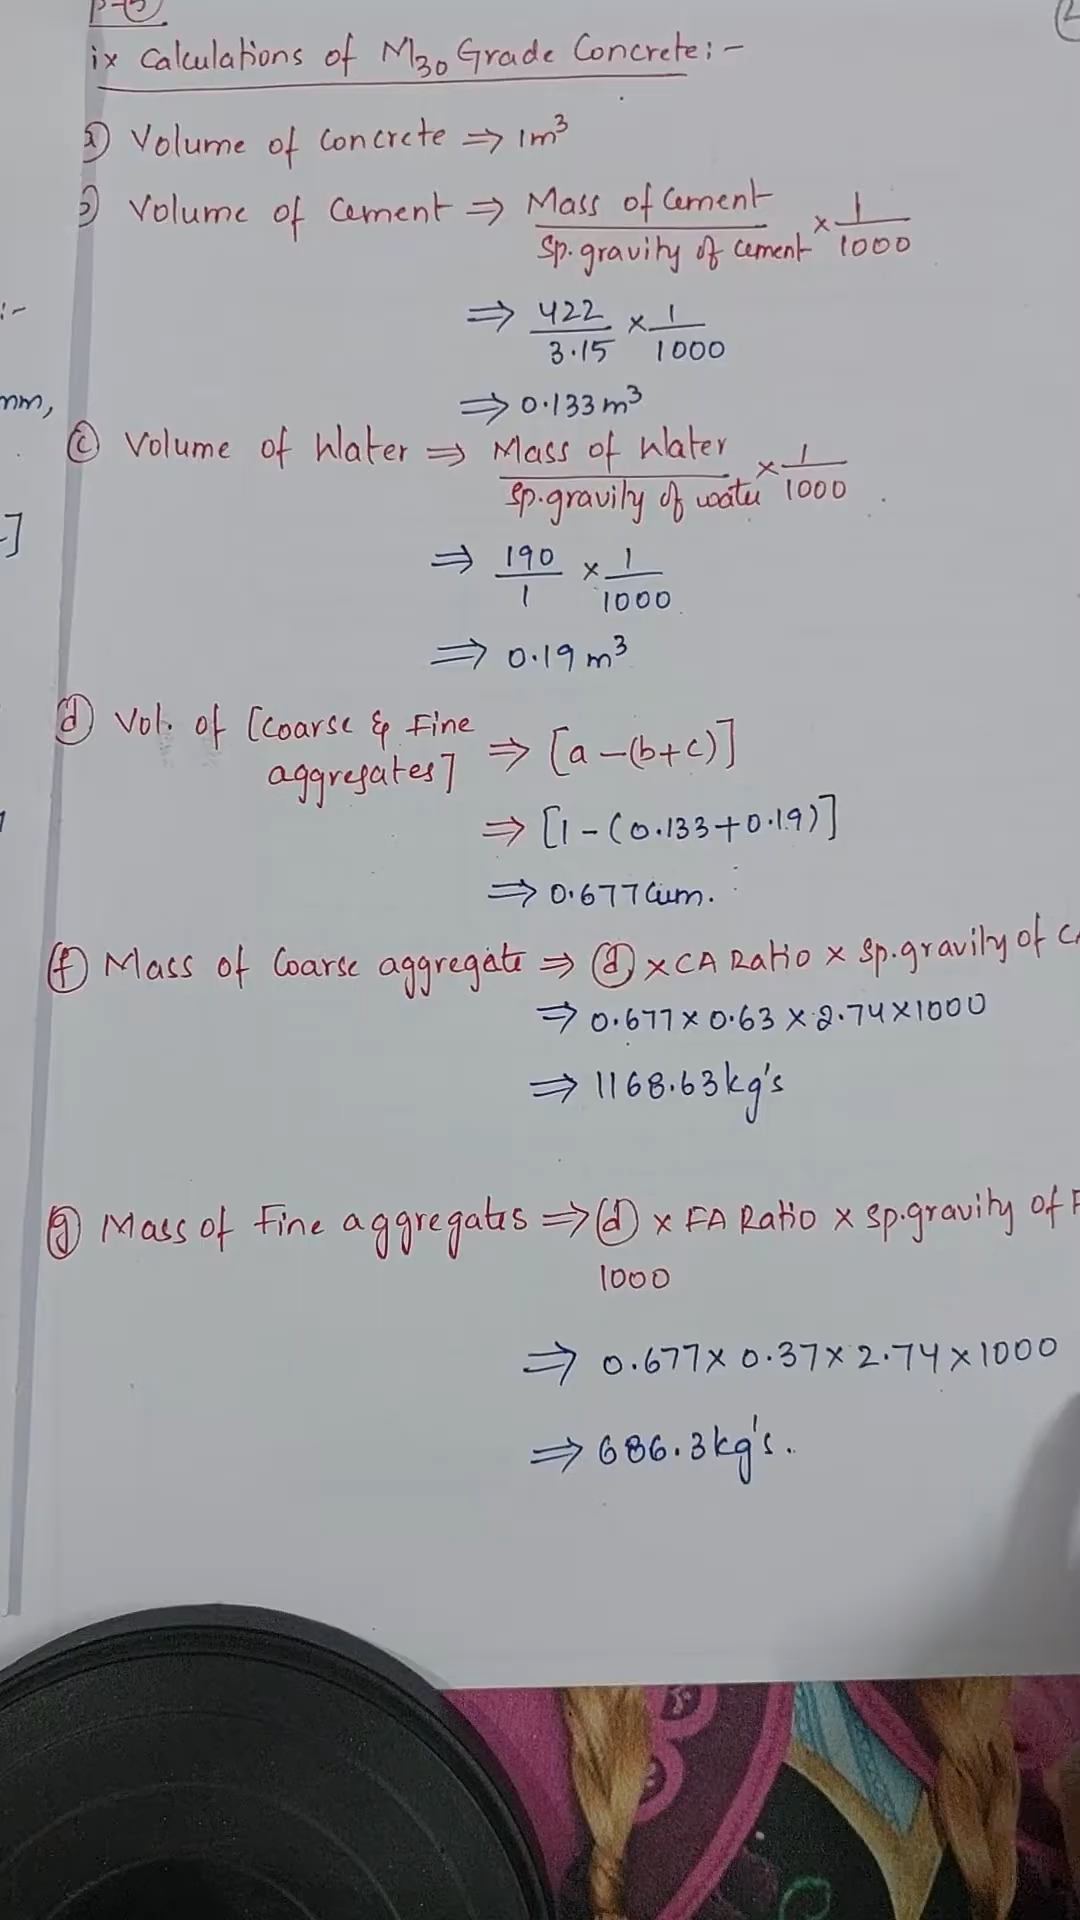 ix Calculations of M30 Grade Concrete:-
a) Volume of Concrete ⇒ 1m³
Volume of Cement ⇒ Mass of Cement / Sp.gravity of cement × 1/1000
:-
⇒ 422/3.15 × 1/1000
mm,
⇒ 0.133 m³
c) Volume of Water ⇒ Mass of Water / Sp.gravity of water × 1/1000
]
⇒ 190/1 × 1/1000
⇒ 0.19 m³
d) Vol. of [Coarse & Fine
aggregates] ⇒ [a-(b+c)]
⇒ [1-(0.133+0.19)]
⇒ 0.677 Cum.
f) Mass of Coarse aggregate ⇒ d × CA Ratio × Sp.gravity of CA
⇒ 0.677 × 0.63 × 2.74 × 1000
⇒ 1168.63 kg's
g) Mass of Fine aggregates ⇒ d × FA Ratio × Sp.gravity of F
1000
⇒ 0.677 × 0.37 × 2.74 × 1000
⇒ 686.3 kg's.